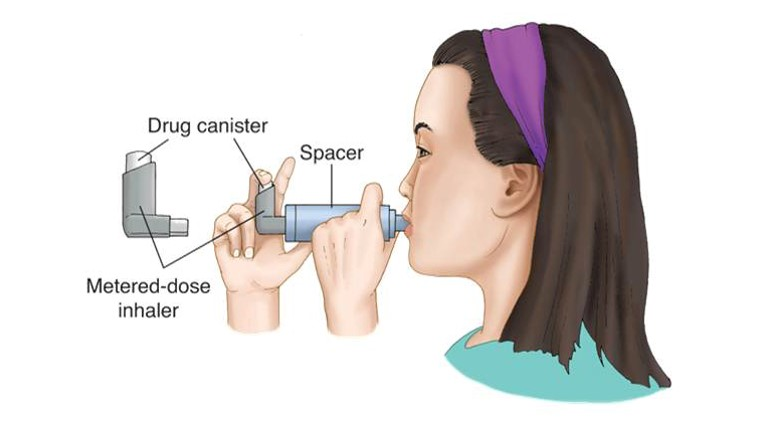 Drug canister
Spacer
Metered-dose
inhaler